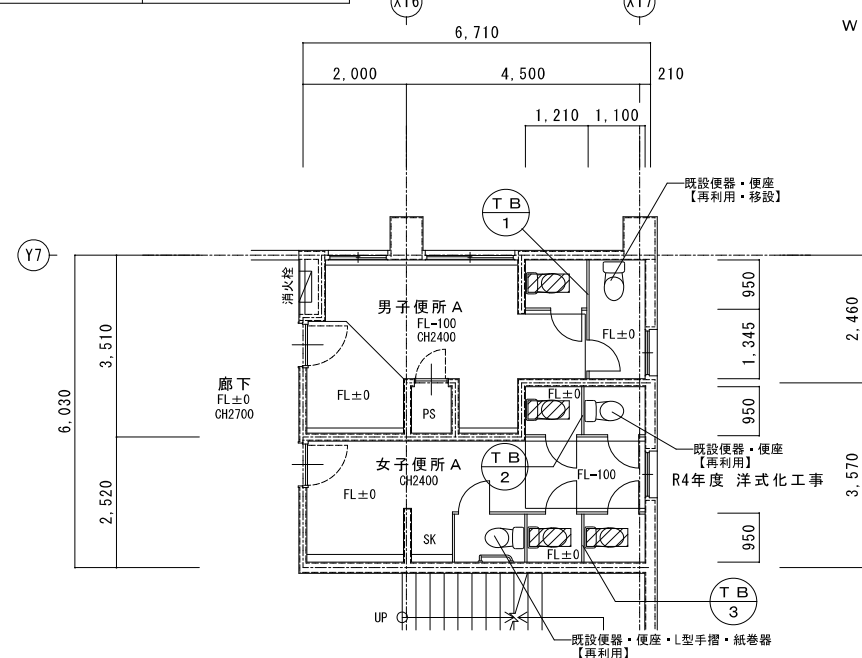 X16
X17
W
6,710
2,000
4,500
210
1,210
1,100
既設便器・便座
【再利用・移設】
TB
1
Y7
消火栓
男子便所A
FL-100
CH2400
FL±0
950
2,460
3,510
1,345
廊下
FL±0
CH2700
FL±0
PS
FL±0
6,030
950
既設便器・便座
【再利用】
TB
2
女子便所A
CH2400
FL-100
R4年度 洋式化工事
FL±0
3,570
2,520
SK
FL±0
950
TB
3
UP
既設便器・便座・L型手摺・紙巻器
【再利用】